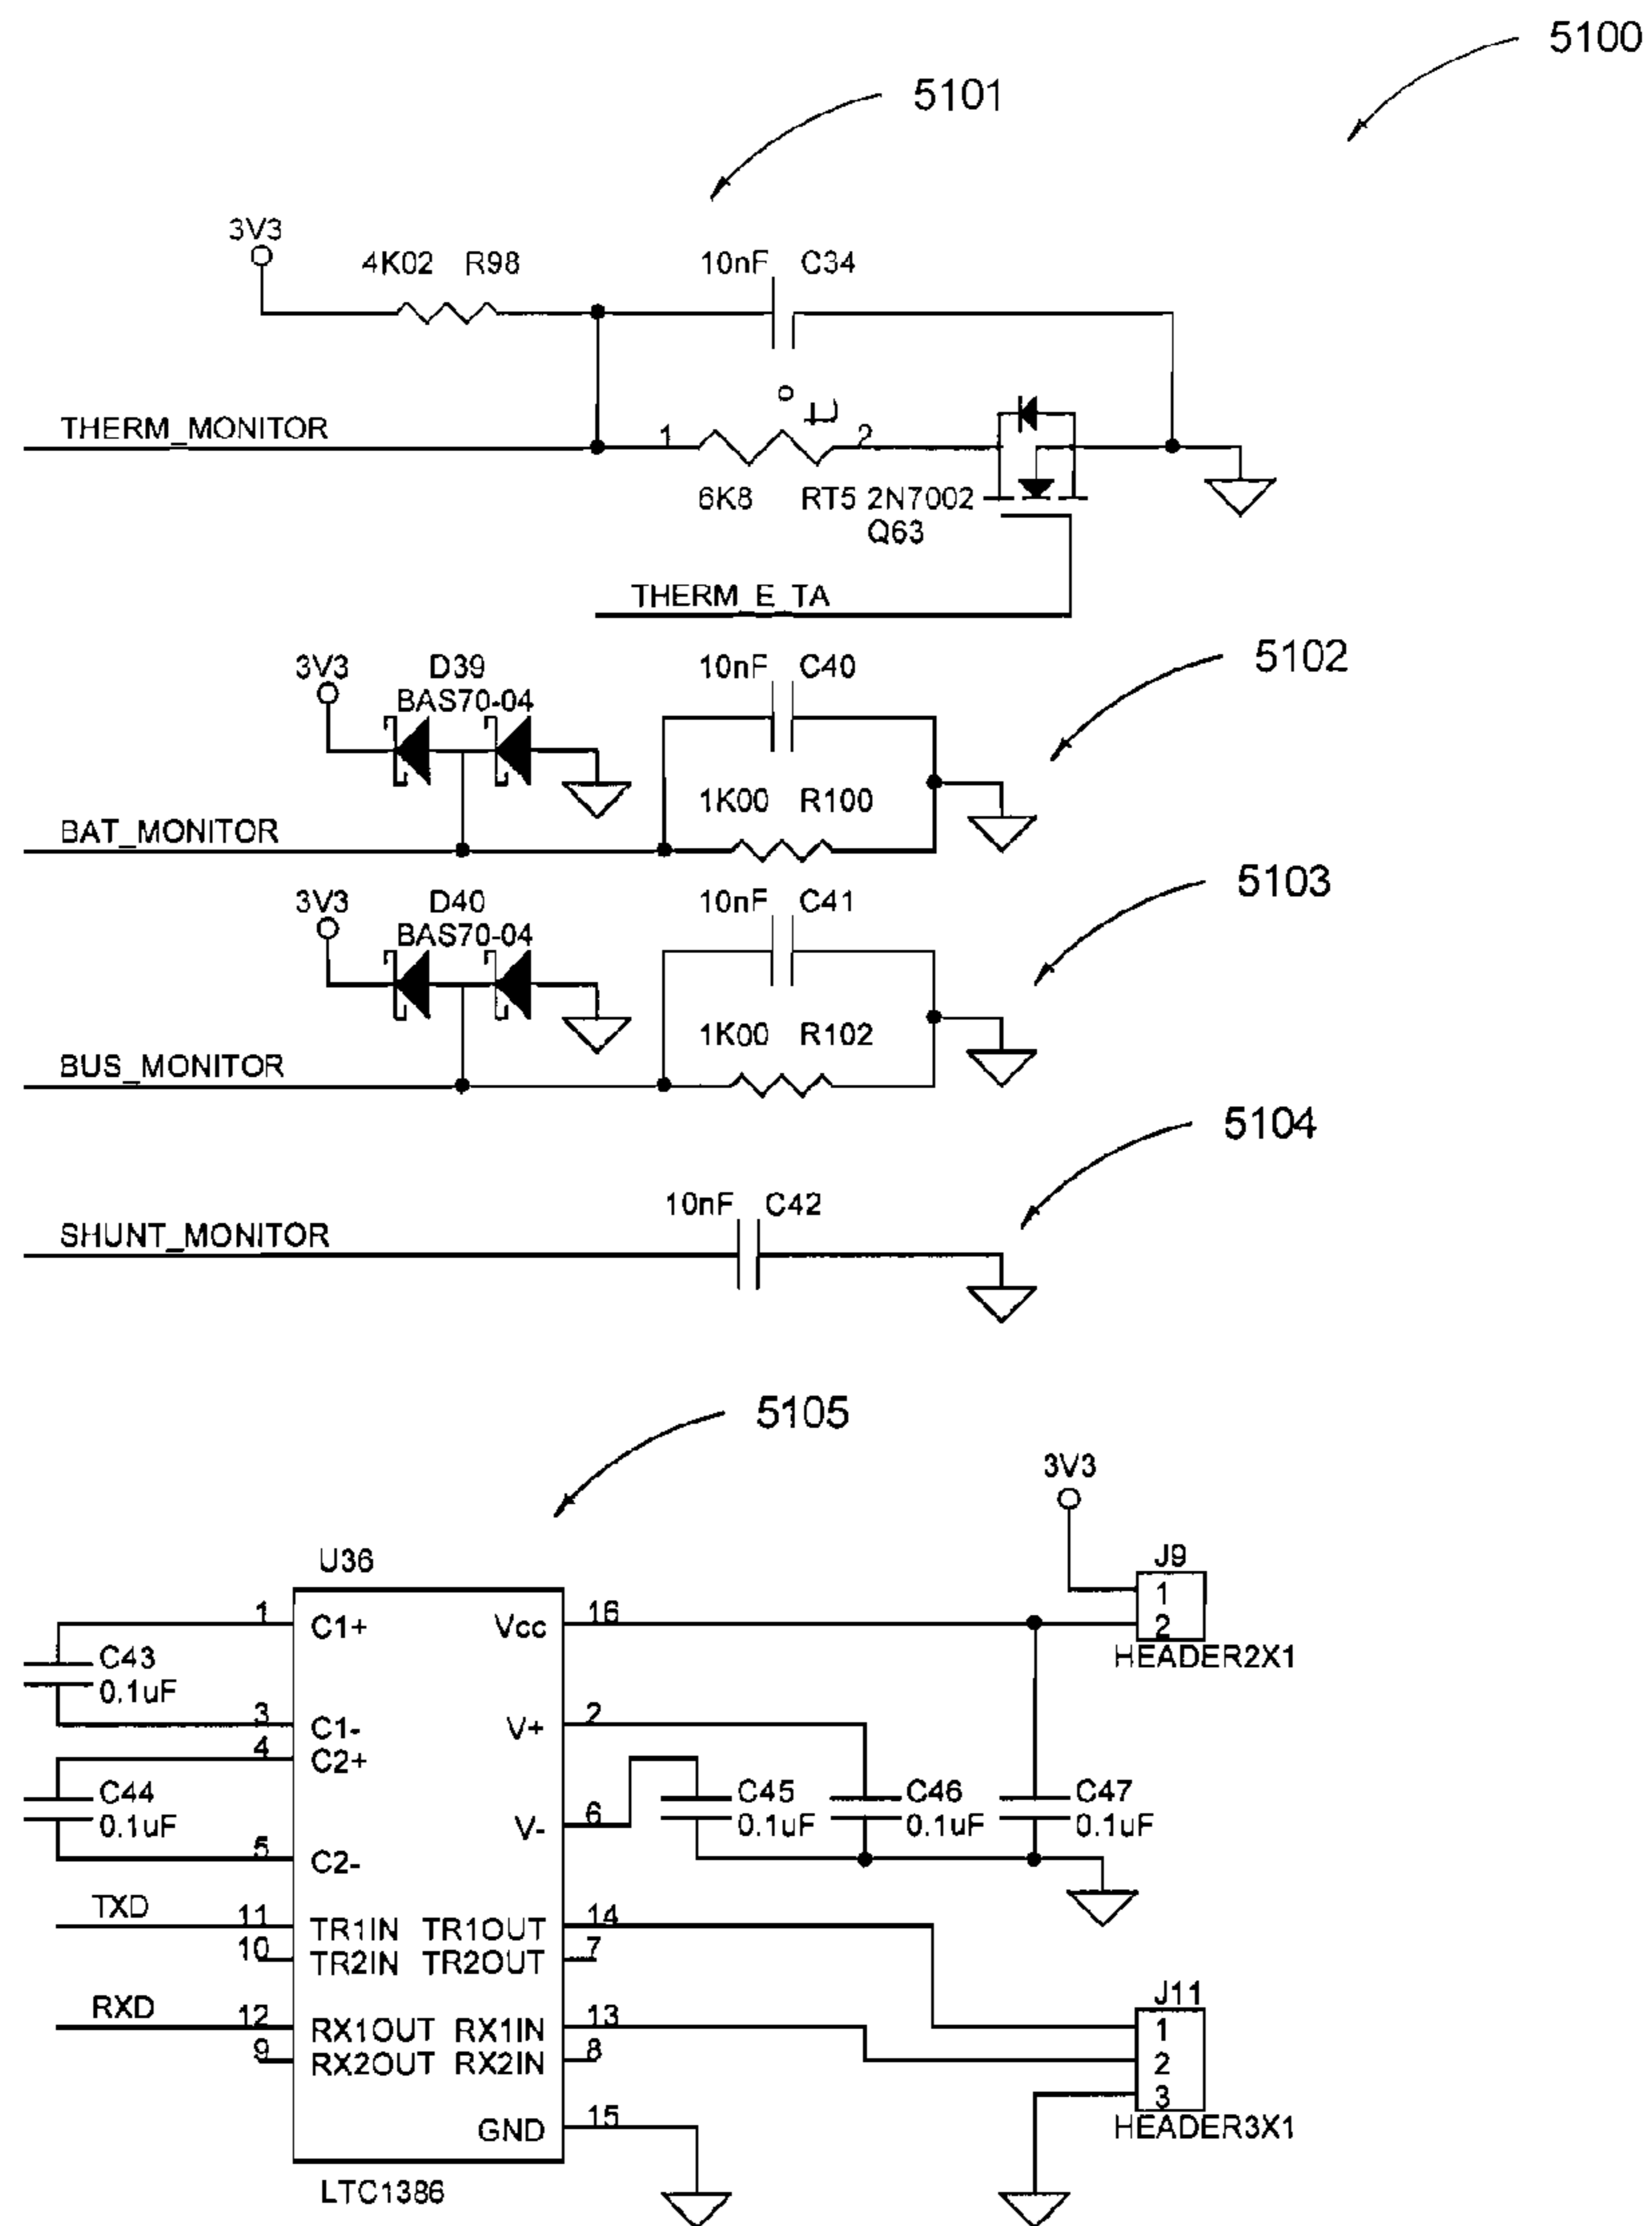 5100
5101
3V3
4K02 R98
10nF C34
THERM_MONITOR
1
2
6K8 RT5 2N7002
Q63
THERM_E_TA
3V3
D39
BAS70-04
10nF C40
5102
1K00 R100
BAT_MONITOR
3V3
D40
BAS70-04
10nF C41
5103
1K00 R102
BUS_MONITOR
5104
10nF C42
SHUNT_MONITOR
5105
3V3
U36
J9
1
2
HEADER2X1
1 C1+ Vcc 16
C43
0.1uF
3 C1- V+ 2
4 C2+
C44
0.1uF
V- 6
C45
0.1uF
C46
0.1uF
C47
0.1uF
5 C2-
TXD
11 TR1IN TR1OUT 14
10 TR2IN TR2OUT 7
RXD
12 RX1OUT RX1IN 13
9 RX2OUT RX2IN 8
J11
1
2
3
HEADER3X1
GND 15
LTC1386